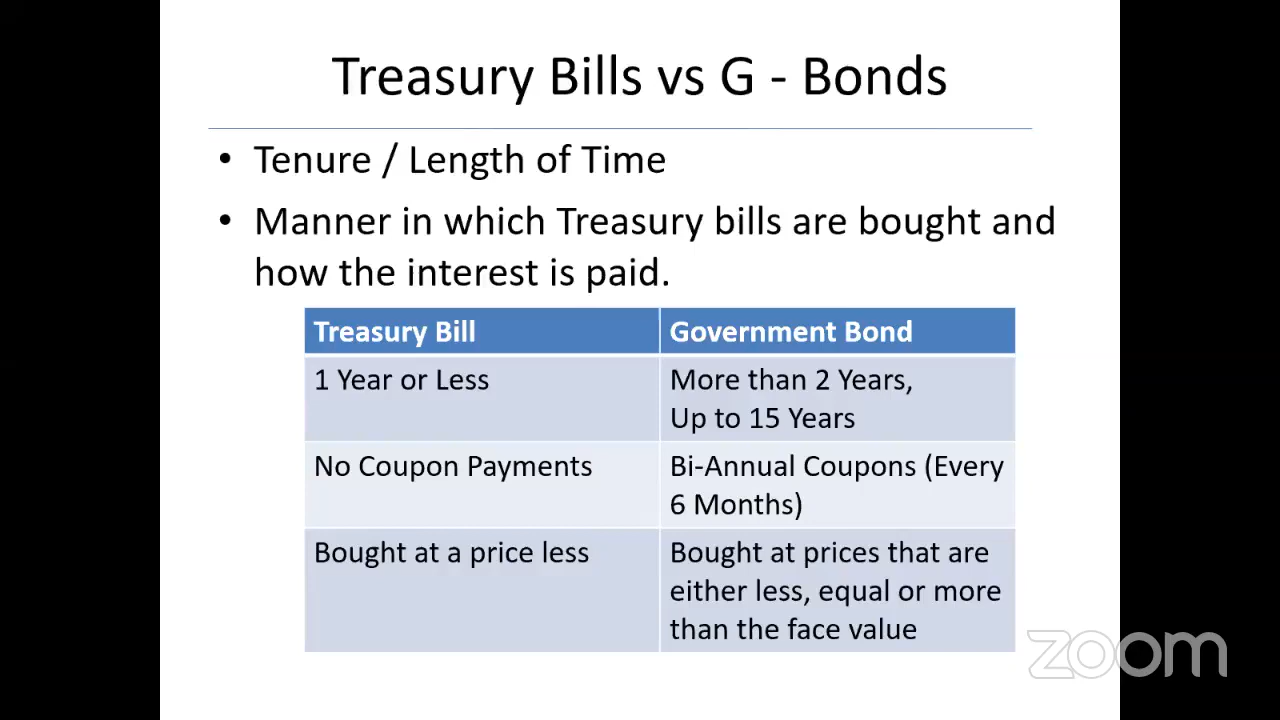 Treasury Bills vs G - Bonds
• Tenure / Length of Time
• Manner in which Treasury bills are bought and
how the interest is paid.
Treasury Bill
Government Bond
1 Year or Less
More than 2 Years,
Up to 15 Years
No Coupon Payments
Bi-Annual Coupons (Every
6 Months)
Bought at a price less
Bought at prices that are
either less, equal or more
than the face value
zoom